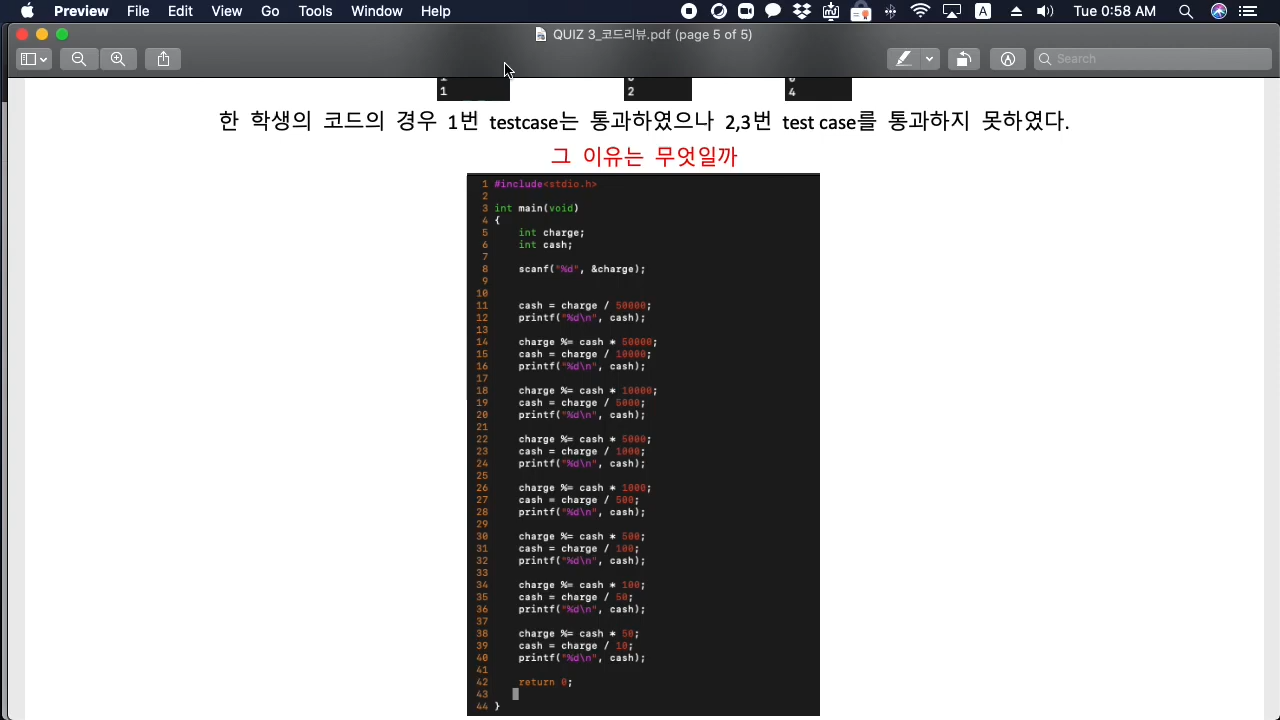 Preview File Edit View Go Tools Window Help A Tue 0:58 AM
QUIZ 3_코드리뷰.pdf (page 5 of 5)
Search
1 2 4
한 학생의 코드의 경우 1번 testcase는 통과하였으나 2,3번 test case를 통과하지 못하였다.
그 이유는 무엇일까
1 #include<stdio.h>
2
3 int main(void)
4 {
5 int charge;
6 int cash;
7
8 scanf("%d", &charge);
9
10
11 cash = charge / 50000;
12 printf("%d\n", cash);
13
14 charge %= cash * 50000;
15 cash = charge / 10000;
16 printf("%d\n", cash);
17
18 charge %= cash * 10000;
19 cash = charge / 5000;
20 printf("%d\n", cash);
21
22 charge %= cash * 5000;
23 cash = charge / 1000;
24 printf("%d\n", cash);
25
26 charge %= cash * 1000;
27 cash = charge / 500;
28 printf("%d\n", cash);
29
30 charge %= cash * 500;
31 cash = charge / 100;
32 printf("%d\n", cash);
33
34 charge %= cash * 100;
35 cash = charge / 50;
36 printf("%d\n", cash);
37
38 charge %= cash * 50;
39 cash = charge / 10;
40 printf("%d\n", cash);
41
42 return 0;
43
44 }